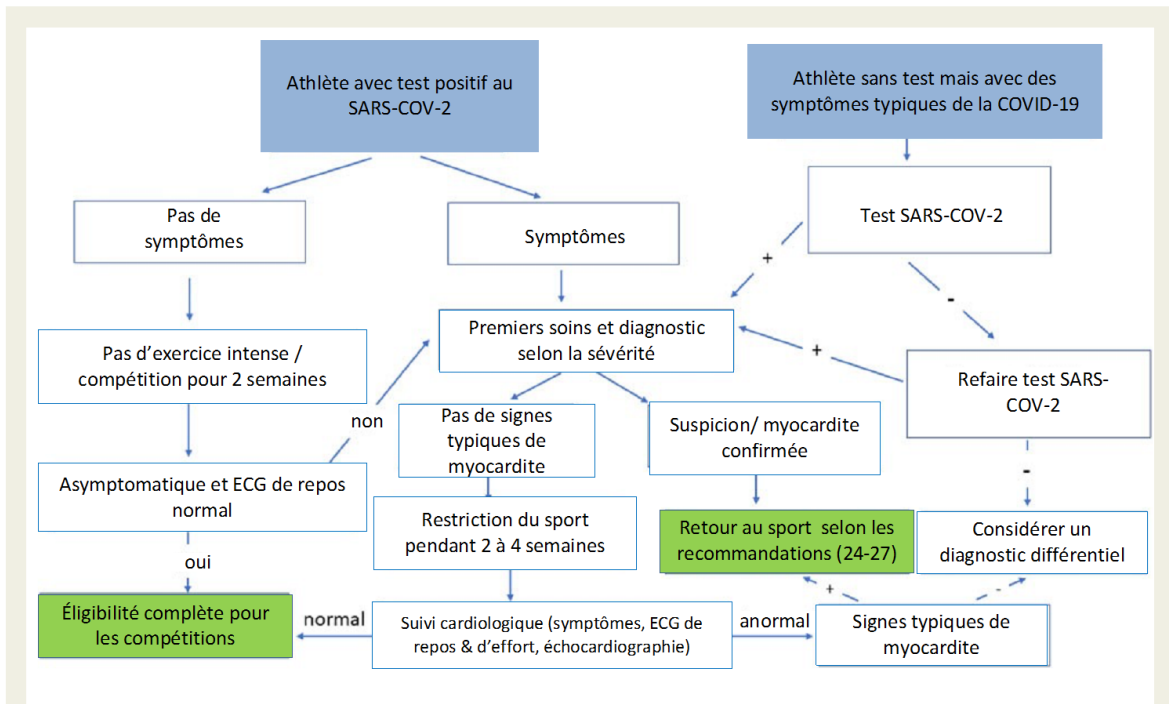 Athlète avec test positif au
SARS-COV-2
Athlète sans test mais avec des
symptômes typiques de la COVID-19
Pas de
symptômes
Symptômes
Test SARS-COV-2
+
-
Pas d’exercice intense /
compétition pour 2 semaines
Premiers soins et diagnostic
selon la sévérité
+
Refaire test SARS-
COV-2
non
Pas de signes
typiques de
myocardite
Suspicion/ myocardite
confirmée
-
Asymptomatique et ECG de repos
normal
Restriction du sport
pendant 2 à 4 semaines
Retour au sport selon les
recommandations (24-27)
Considérer un
diagnostic différentiel
oui
+
-
Éligibilité complète pour
les compétitions
normal
Suivi cardiologique (symptômes, ECG de
repos & d’effort, échocardiographie)
anormal
Signes typiques de
myocardite